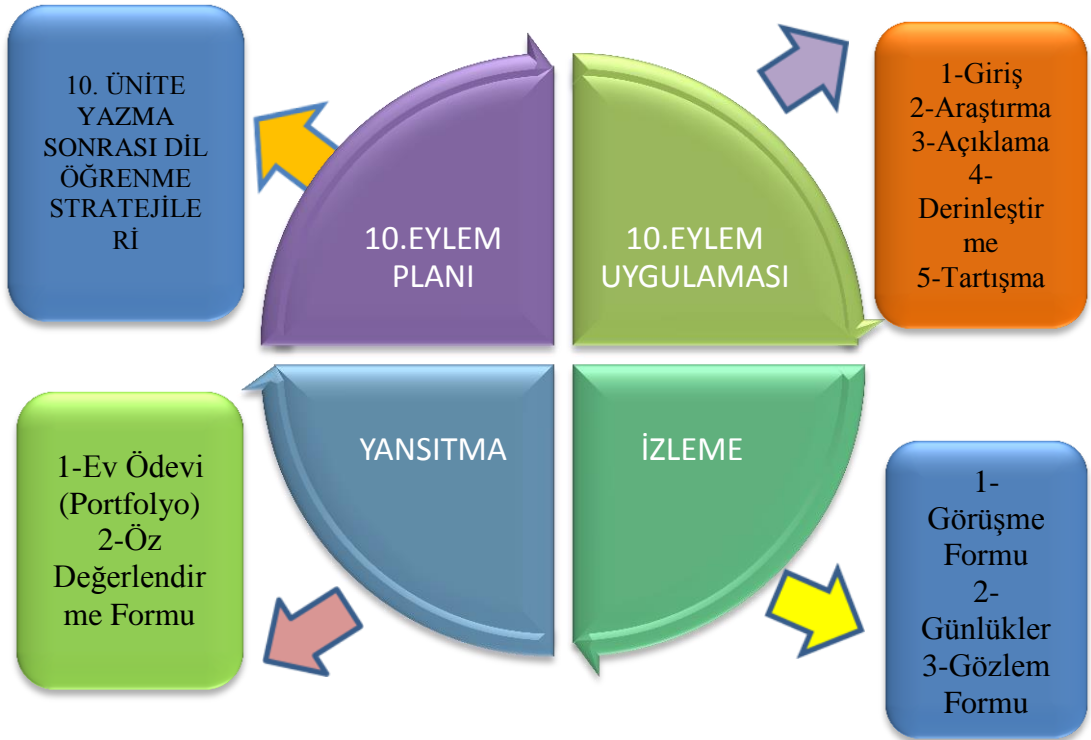 10. ÜNİTE
YAZMA
SONRASI DİL
ÖĞRENME
STRATEJİLE
Rİ
10.EYLEM
PLANI
10.EYLEM
UYGULAMASI
1-Giriş
2-Araştırma
3-Açıklama
4-
Derinleştir
me
5-Tartışma
1-Ev Ödevi
(Portfolyo)
2-Öz
Değerlendir
me Formu
YANSITMA
İZLEME
1-
Görüşme
Formu
2-
Günlükler
3-Gözlem
Formu